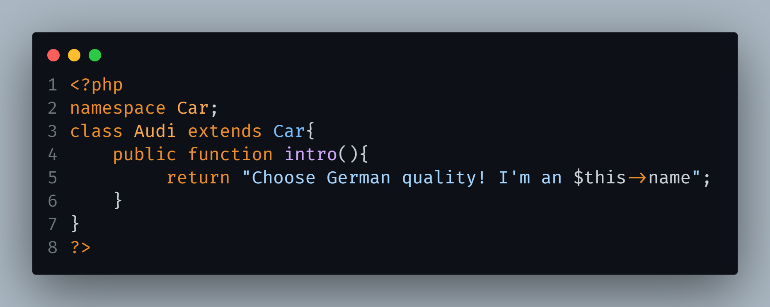 1 <?php
2 namespace Car;
3 class Audi extends Car{
4     public function intro(){
5         return "Choose German quality! I'm an $this->name";
6     }
7 }
8 ?>